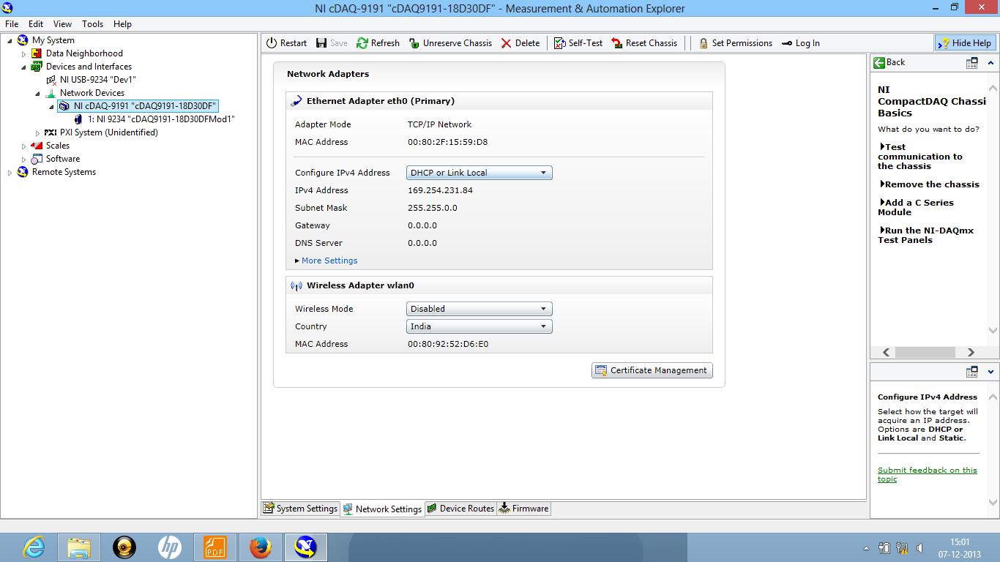 NI cDAQ-9191 "cDAQ9191-18D30DF" - Measurement & Automation Explorer
File Edit View Tools Help
My System
Data Neighborhood
Devices and Interfaces
NI USB-9234 "Dev1"
Network Devices
NI cDAQ-9191 "cDAQ9191-18D30DF"
1: NI 9234 "cDAQ9191-18D30DFMod1"
PXI PXI System (Unidentified)
Scales
Software
Remote Systems
Restart Save Refresh Unreserve Chassis Delete Self-Test Reset Chassis Set Permissions Log In Hide Help
Network Adapters
Ethernet Adapter eth0 (Primary)
Adapter Mode TCP/IP Network
MAC Address 00:80:2F:15:59:D8
Configure IPv4 Address DHCP or Link Local
IPv4 Address 169.254.231.84
Subnet Mask 255.255.0.0
Gateway 0.0.0.0
DNS Server 0.0.0.0
More Settings
Wireless Adapter wlan0
Wireless Mode Disabled
Country India
MAC Address 00:80:92:52:D6:E0
Certificate Management
System Settings Network Settings Device Routes Firmware
Back
NI
CompactDAQ Chassi
Basics
What do you want to do?
Test
communication to
the chassis
Remove the chassis
Add a C Series
Module
Run the NI-DAQmx
Test Panels
Configure IPv4 Address
Select how the target will
acquire an IP address.
Options are DHCP or
Link Local and Static.
Submit feedback on this
topic
hp
PDF
15:01
07-12-2013